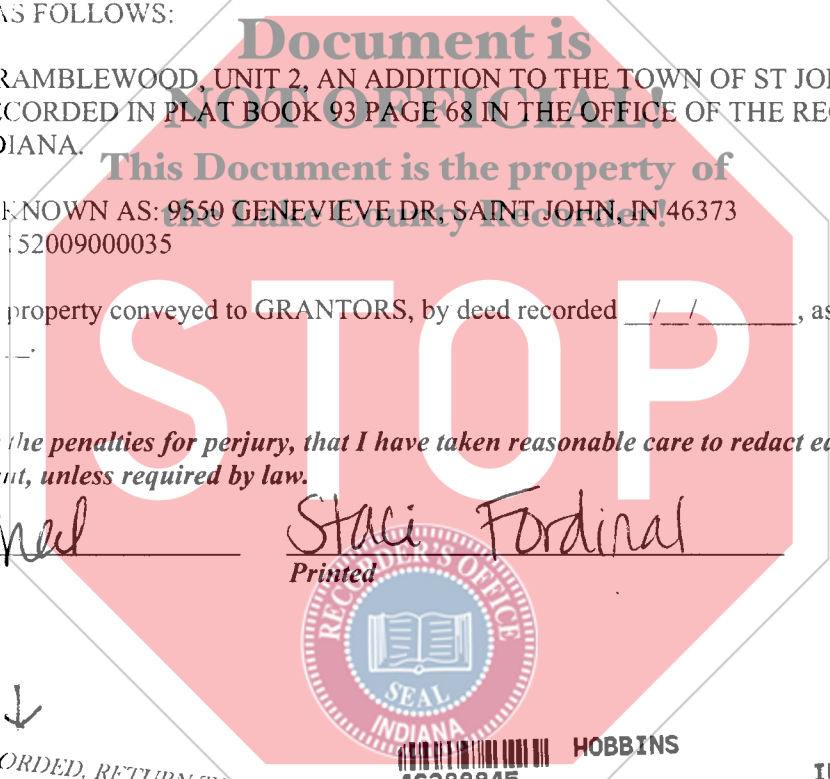 AS FOLLOWS:
Document is
RAMBLEWOOD, UNIT 2, AN ADDITION TO THE TOWN OF ST JO
CORDED IN PLAT BOOK 93 PAGE 68 IN THE OFFICE OF THE RE
NOT OFFICIAL!
DIANA.
This Document is the property of
KNOWN AS: 9550 GENEVIEVE DR, SAINT JOHN, IN 46373
the Lake County Recorder!
52009000035
property conveyed to GRANTORS, by deed recorded __/__/______, as
STOP
the penalties for perjury, that I have taken reasonable care to redact ea
nt, unless required by law.
Staci Fordinal
Printed
RECORDER'S OFFICE
SEAL
INDIANA
HOBBINS
ORDED, RETURN